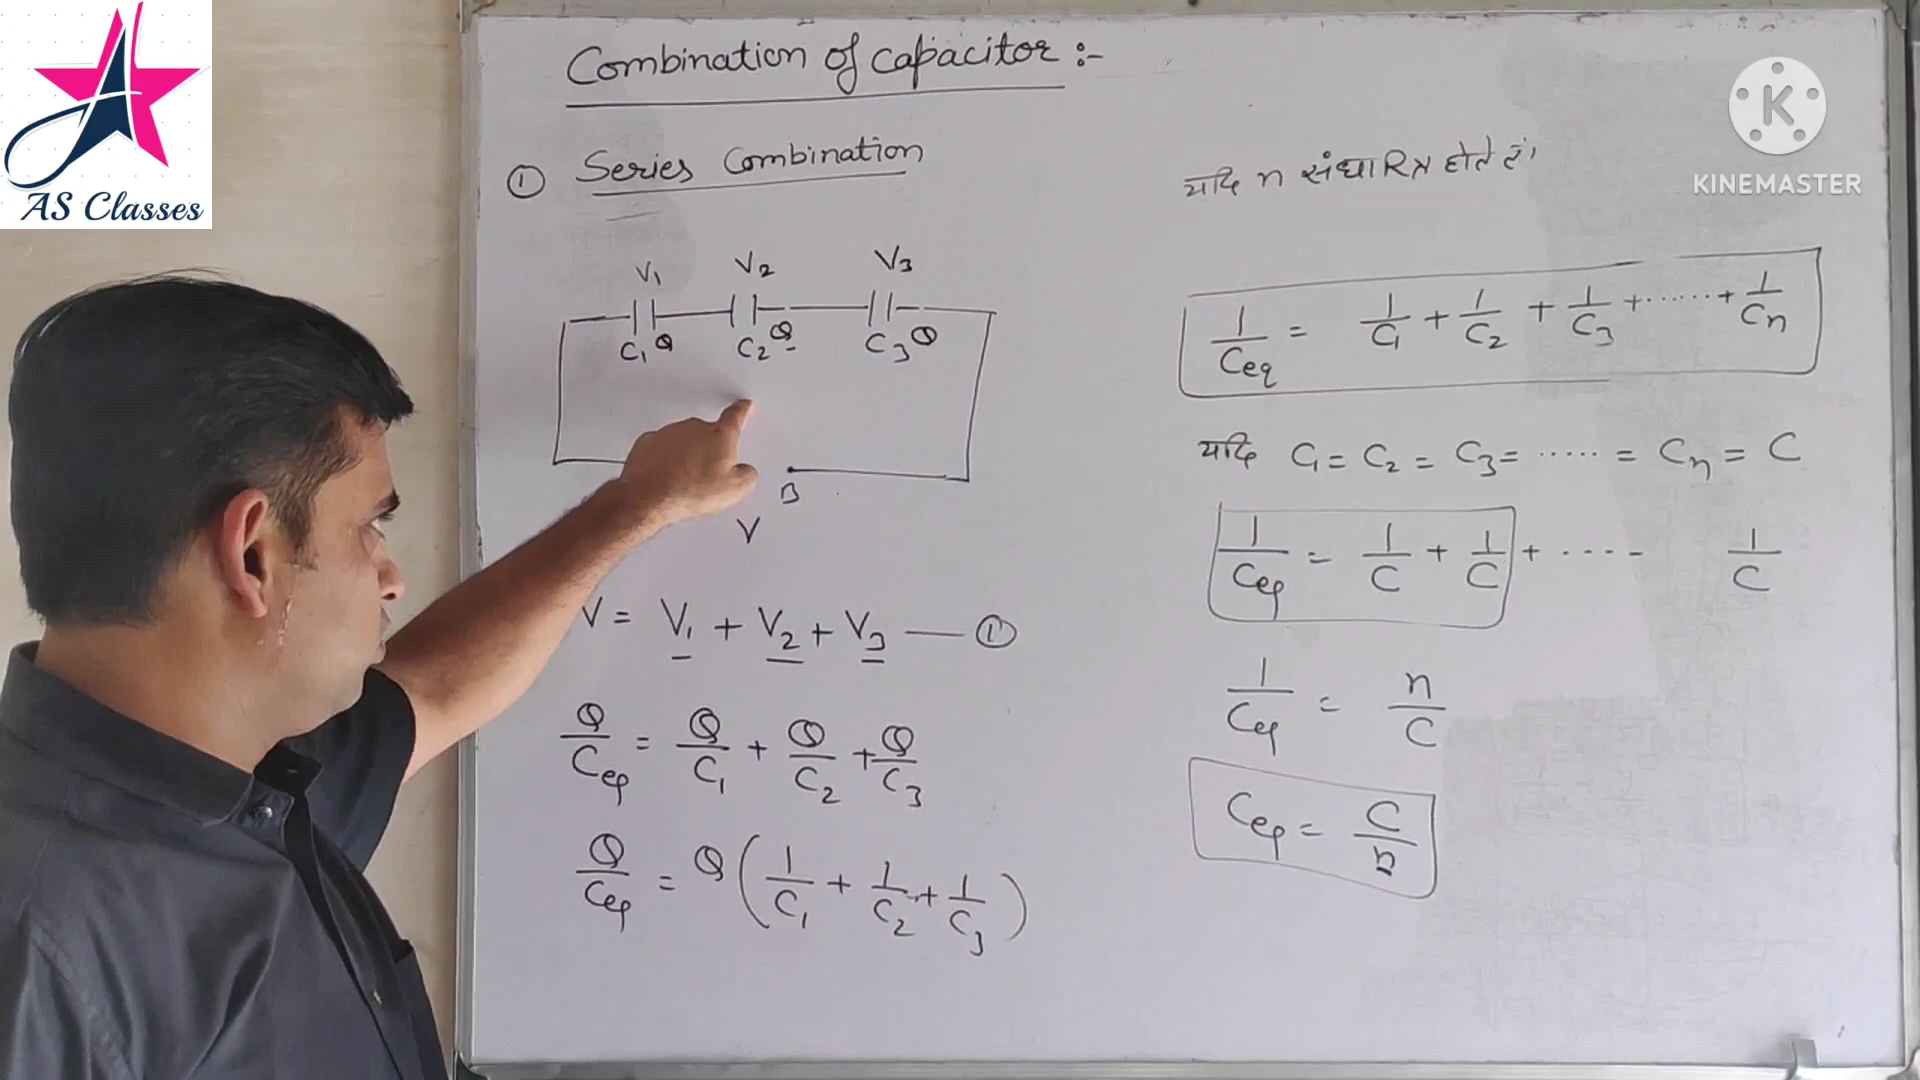 AS Classes
KINEMASTER
Combination of capacitor :-
① Series Combination
V1 V2 V3
C1 Q C2 Q C3 Q
B
V
V = V1 + V2 + V3 — ①
Q/Ceq = Q/C1 + Q/C2 + Q/C3
Q/Ceq = Q (1/C1 + 1/C2 + 1/C3)
यदि n संधारित्र होते हैं।
1/Ceq = 1/C1 + 1/C2 + 1/C3 + ...... + 1/Cn
यदि C1 = C2 = C3 = ...... = Cn = C
1/Ceq = 1/C + 1/C + .... 1/C
1/Ceq = n/C
Ceq = C/n